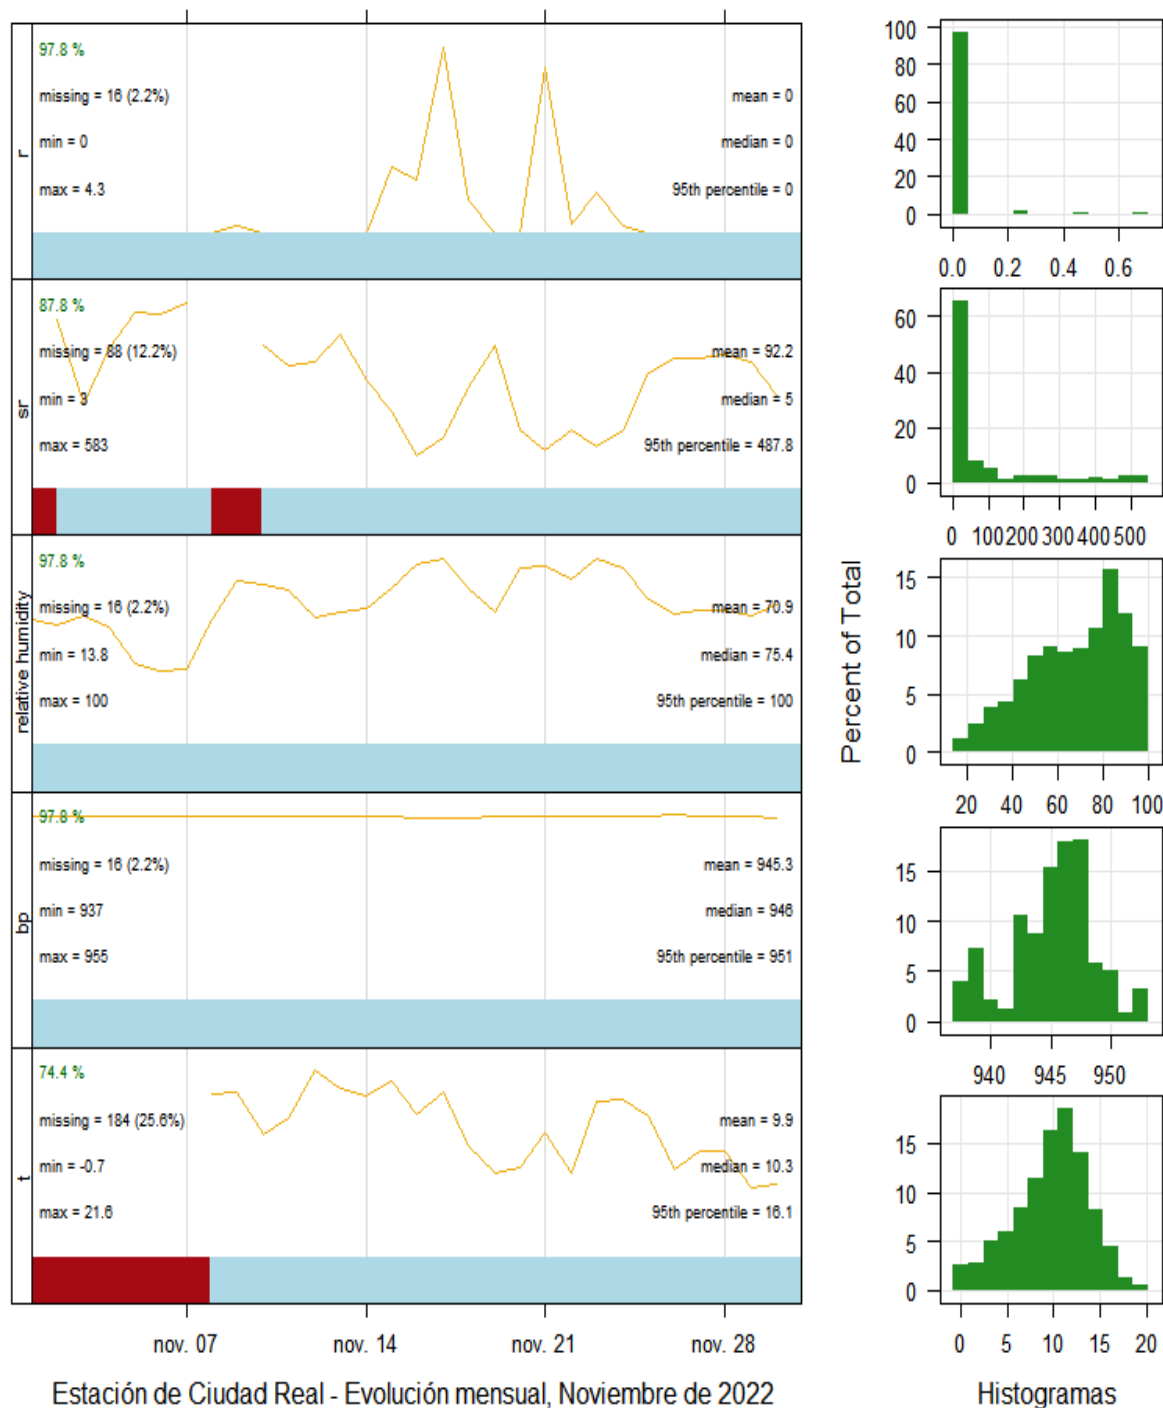 r
97.8 %
missing = 16 (2.2%)
min = 0
max = 4.3
mean = 0
median = 0
95th percentile = 0
sr
87.8 %
missing = 88 (12.2%)
min = 3
max = 583
mean = 92.2
median = 5
95th percentile = 487.8
relative humidity
97.8 %
missing = 16 (2.2%)
min = 13.8
max = 100
mean = 70.9
median = 75.4
95th percentile = 100
bp
97.8 %
missing = 16 (2.2%)
min = 937
max = 955
mean = 945.3
median = 946
95th percentile = 951
t
74.4 %
missing = 184 (25.6%)
min = -0.7
max = 21.6
mean = 9.9
median = 10.3
95th percentile = 16.1
nov. 07 nov. 14 nov. 21 nov. 28
Estación de Ciudad Real - Evolución mensual, Noviembre de 2022
Percent of Total
100
80
60
40
20
0
0.0 0.2 0.4 0.6
60
40
20
0
0 100 200 300 400 500
15
10
5
0
20 40 60 80 100
15
10
5
0
940 945 950
15
10
5
0
0 5 10 15 20
Histogramas